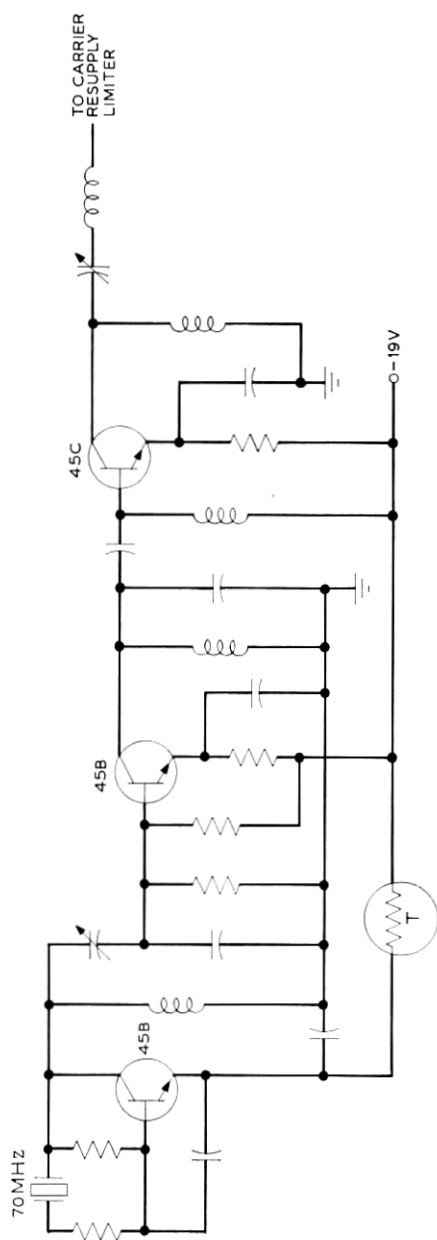 70MHz
45B
45B
45C
TO CARRIER
RESUPPLY
LIMITER
T
-19V